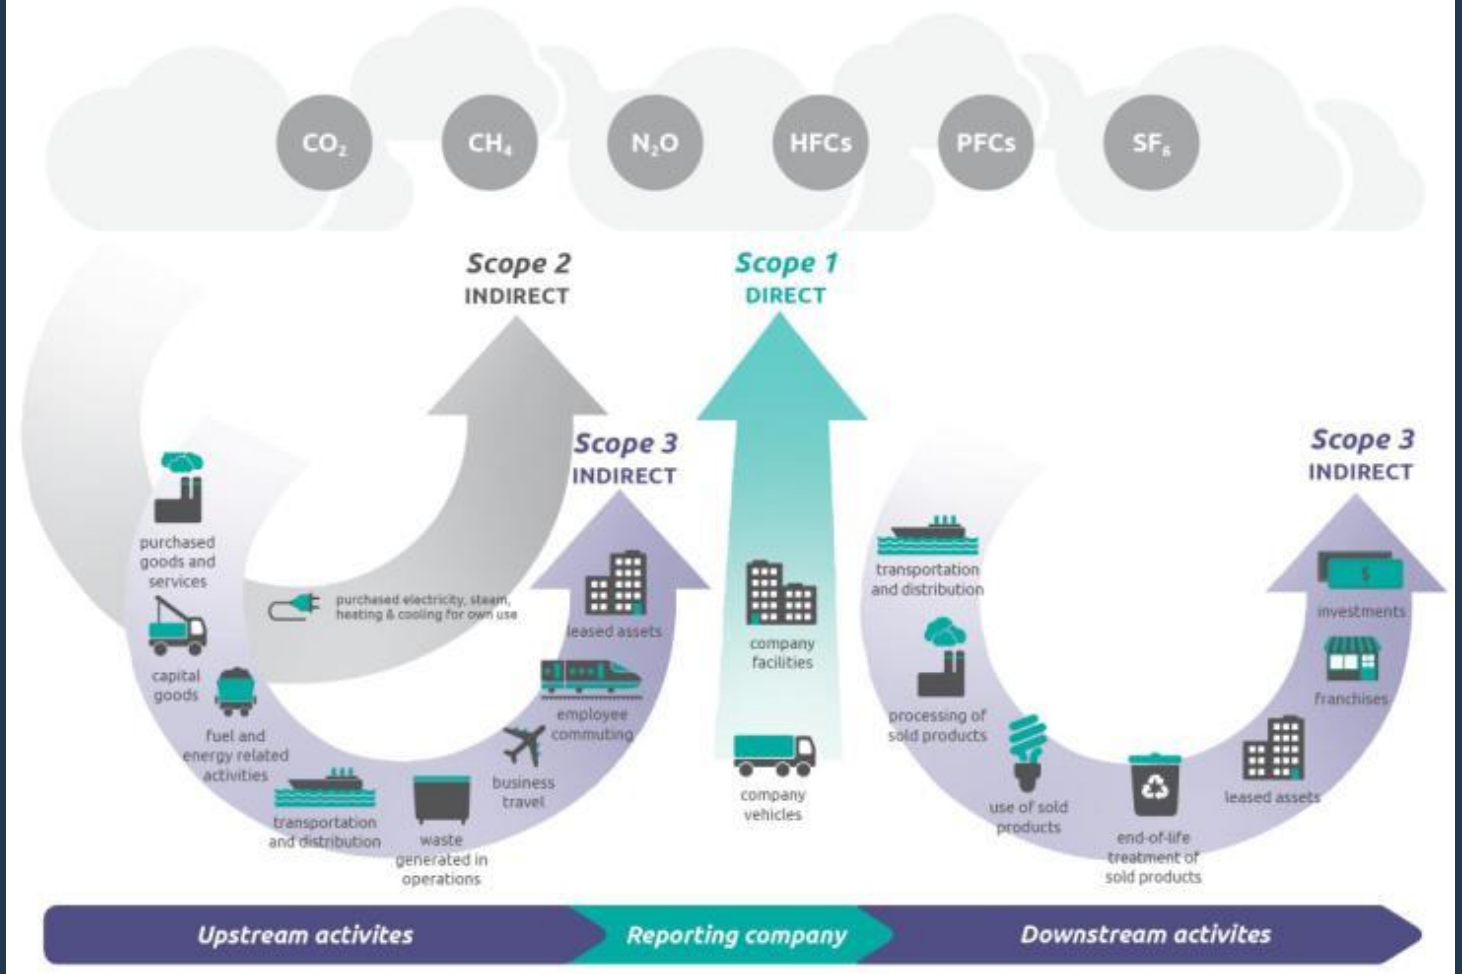 CO₂
CH₄
N₂O
HFCs
PFCs
SF₆
Scope 2
INDIRECT
Scope 1
DIRECT
Scope 3
INDIRECT
Scope 3
INDIRECT
purchased
goods and
services
capital
goods
fuel and
energy related
activities
transportation
and distribution
waste
generated in
operations
business
travel
employee
commuting
leased assets
purchased electricity, steam,
heating & cooling for own use
company
facilities
company
vehicles
transportation
and distribution
processing of
sold products
use of sold
products
end-of-life
treatment of
sold products
leased assets
franchises
investments
$
Upstream activites
Reporting company
Downstream activites